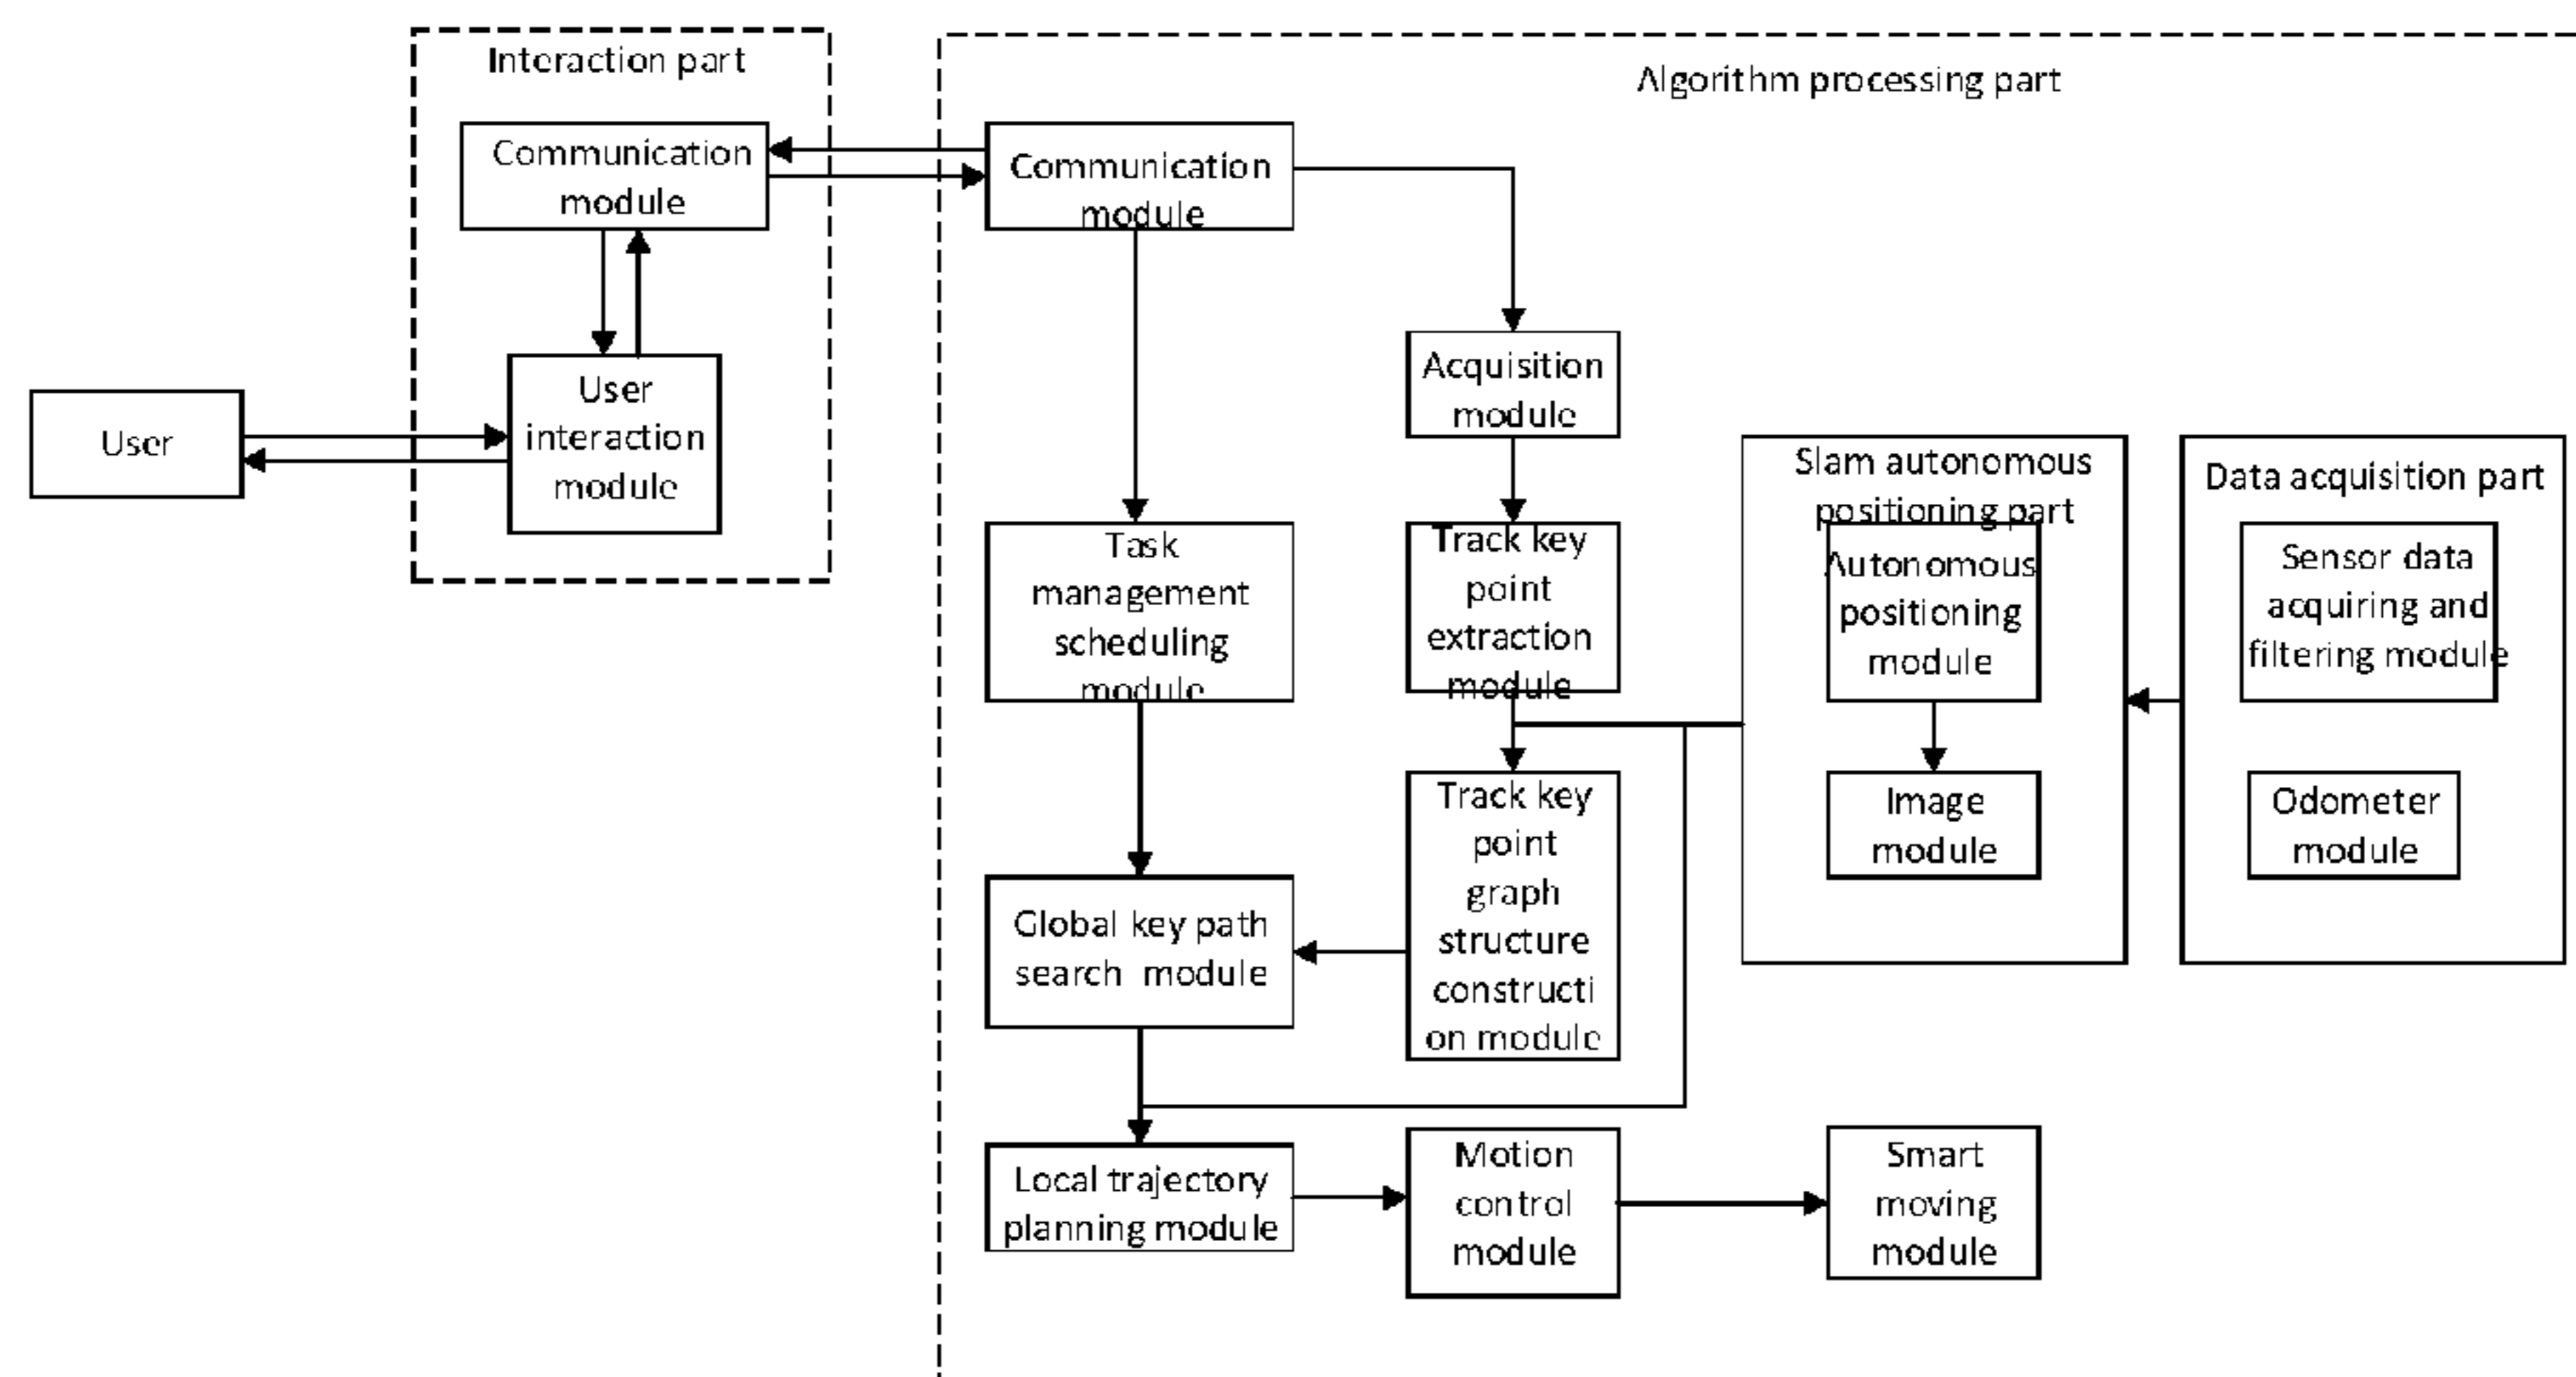 Interaction part
Algorithm processing part
Communication
module
Communication
module
Acquisition
module
User
User
interaction
module
Slam autonomous
positioning part
Data acquisition part
Task
management
scheduling
module
Track key
point
extraction
module
Autonomous
positioning
module
Sensor data
acquiring and
filtering module
Global key path
search module
Track key
point
graph
structure
constructi
on module
Image
module
Odometer
module
Local trajectory
planning module
Motion
control
module
Smart
moving
module